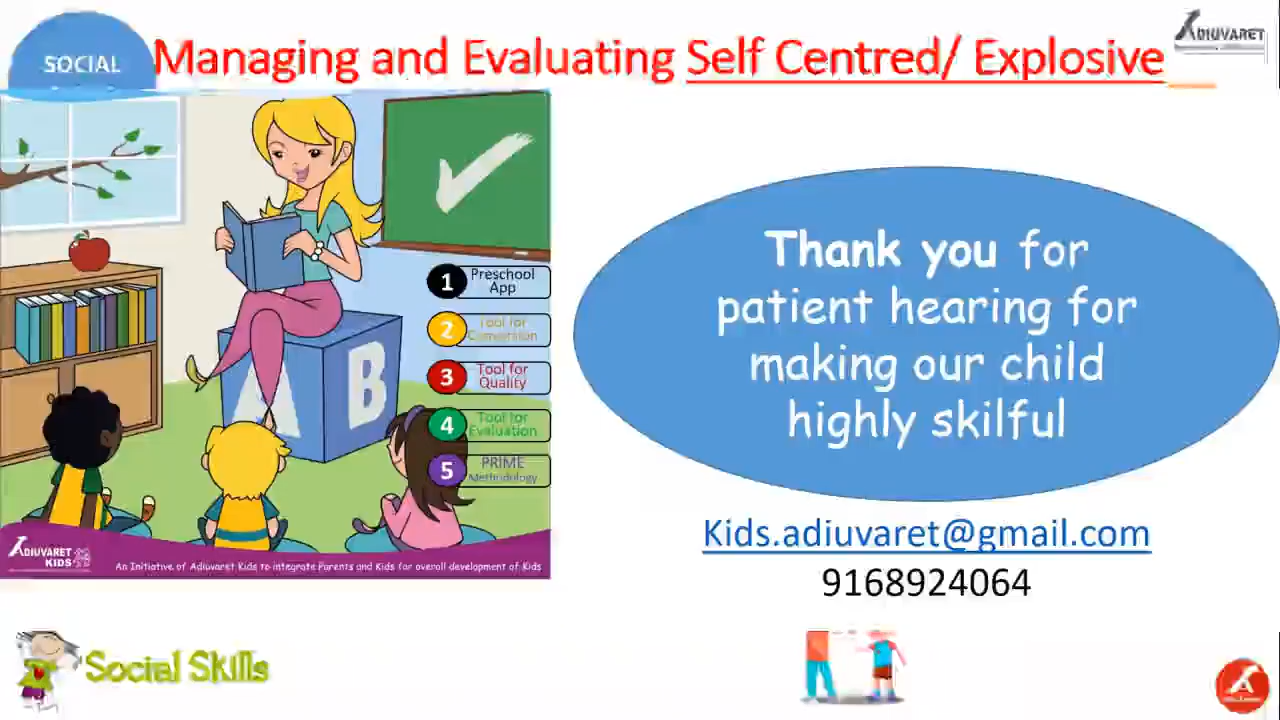 SOCIAL
Managing and Evaluating Self Centred/ Explosive
ADIUVARET
1 Preschool
App
2 Tool for
Conversion
3 Tool for
Quality
4 Tool for
Evaluation
5 PRIME
Methodology
A B
ADIUVARET
KIDS
An Initiative of Adiuvaret Kids to integrate Parents and Kids for overall development of Kids
Thank you for
patient hearing for
making our child
highly skilful
Kids.adiuvaret@gmail.com
9168924064
Social Skills